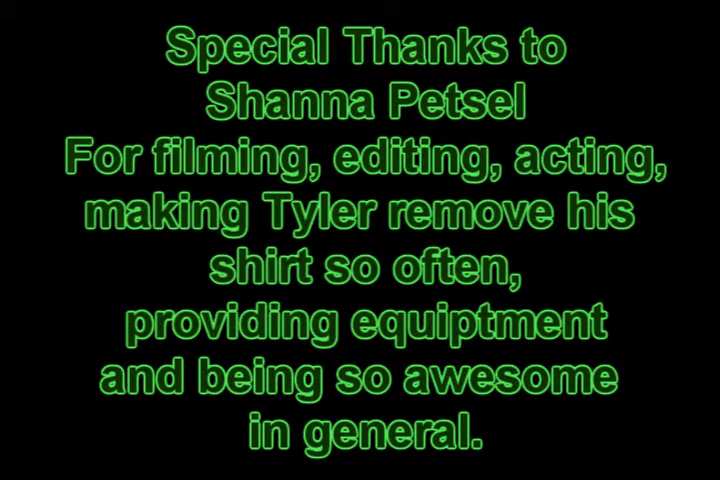 Special Thanks to
Shanna Petsel
For filming, editing, acting,
making Tyler remove his
shirt so often,
providing equiptment
and being so awesome
in general.